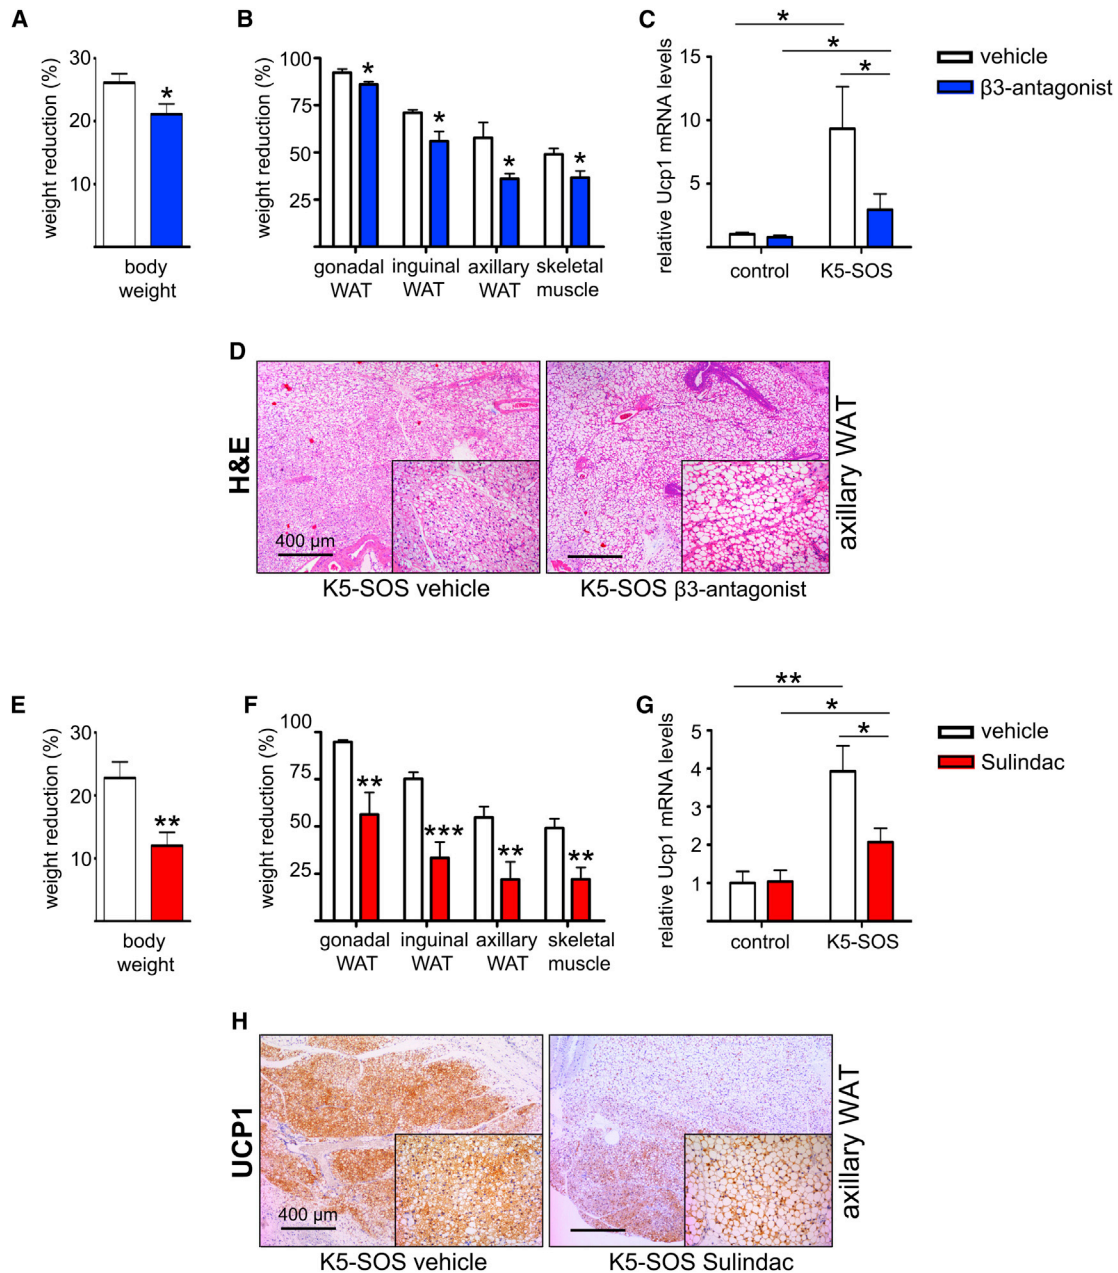 A
weight reduction (%)
30
20
10
*
body
weight
B
weight reduction (%)
100
75
50
25
*
*
*
*
gonadal
WAT
inguinal
WAT
axillary
WAT
skeletal
muscle
C
relative Ucp1 mRNA levels
15
10
5
*
*
*
control
K5-SOS
vehicle
β3-antagonist
D
H&E
400 µm
axillary WAT
K5-SOS vehicle
K5-SOS β3-antagonist
E
weight reduction (%)
30
20
10
**
body
weight
F
weight reduction (%)
100
75
50
25
**
***
**
**
gonadal
WAT
inguinal
WAT
axillary
WAT
skeletal
muscle
G
relative Ucp1 mRNA levels
5
4
3
2
1
**
*
*
control
K5-SOS
vehicle
Sulindac
H
UCP1
400 µm
axillary WAT
K5-SOS vehicle
K5-SOS Sulindac